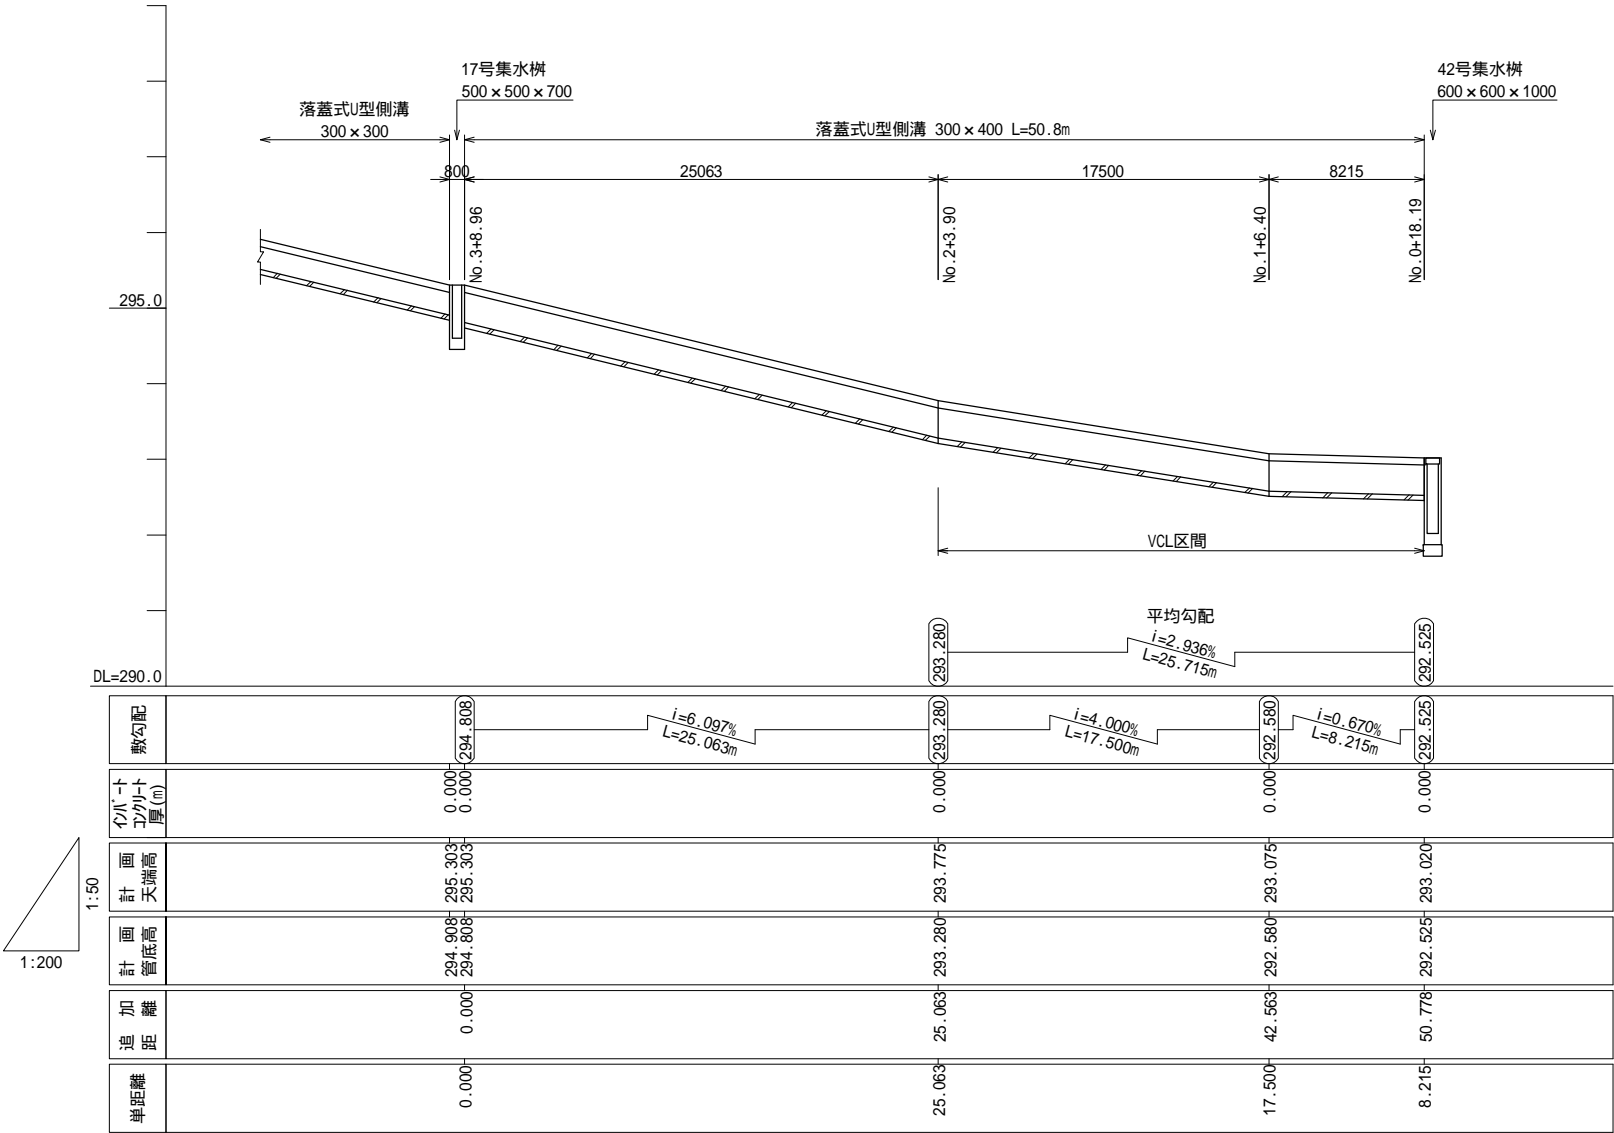 17号集水桝
500×500×700
42号集水桝
600×600×1000
落蓋式U型側溝
300×300
落蓋式U型側溝 300×400 L=50.8m
800
25063
17500
8215
No.3+8.96
No.2+3.90
No.1+6.40
No.0+18.19
295.0
VCL区間
平均勾配
293.280
i=2.936%
L=25.715m
292.525
DL=290.0
敷勾配
294.808
i=6.097%
L=25.063m
293.280
i=4.000%
L=17.500m
292.580
i=0.670%
L=8.215m
292.525
インバート
コンクリート
厚(m)
0.000
0.000
0.000
0.000
0.000
計画
天端高
295.303
295.303
293.775
293.075
293.020
計画
管底高
294.908
294.808
293.280
292.580
292.525
追加
距離
0.000
25.063
42.563
50.778
単距離
0.000
25.063
17.500
8.215
1:50
1:200